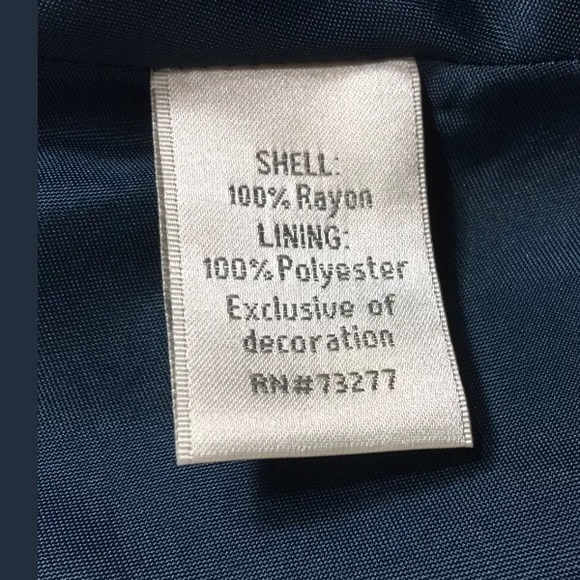 SHELL:
100% Rayon
LINING:
100% Polyester
Exclusive of
decoration
RN#73277